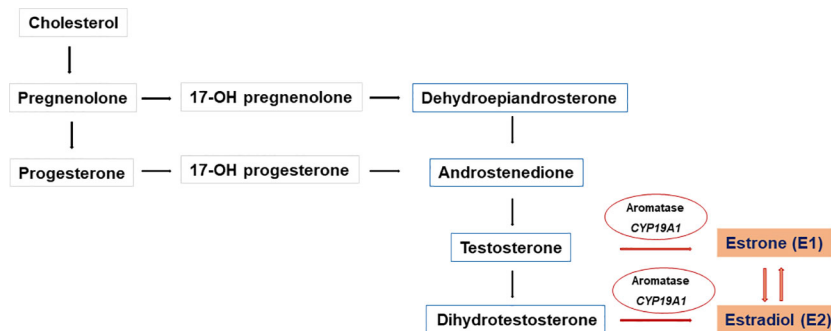 Cholesterol
Pregnenolone
17-OH pregnenolone
Dehydroepiandrosterone
Progesterone
17-OH progesterone
Androstenedione
Aromatase
CYP19A1
Testosterone
Estrone (E1)
Aromatase
CYP19A1
Dihydrotestosterone
Estradiol (E2)